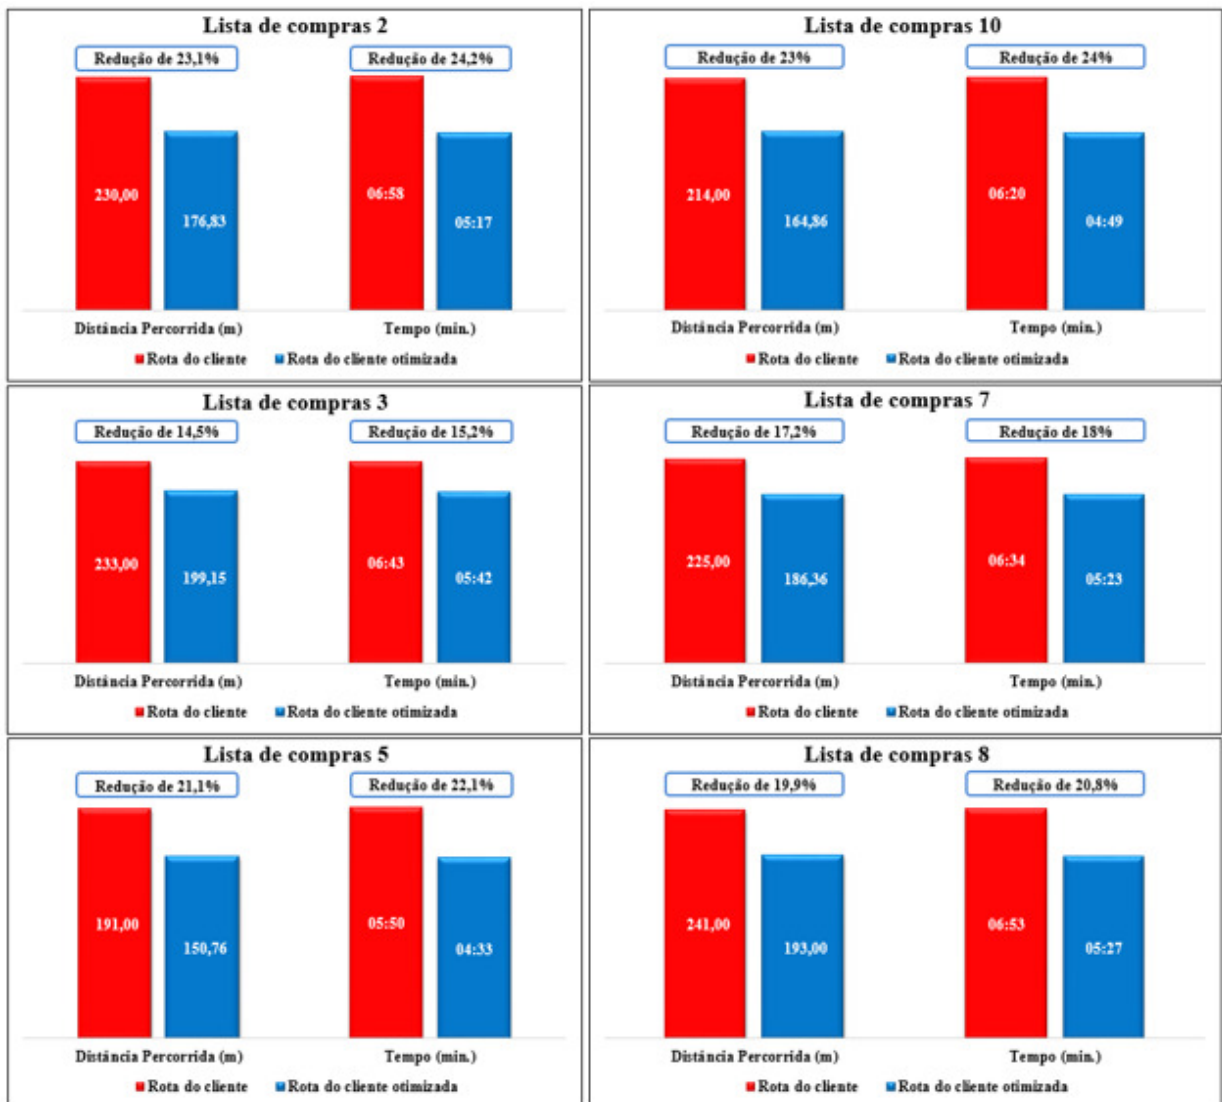 Lista de compras 2
Redução de 23,1% Redução de 24,2%
230,00 176,83 06:58 05:17
Distância Percorrida (m) Tempo (min.)
Rota do cliente Rota do cliente otimizada
Lista de compras 10
Redução de 23% Redução de 24%
214,00 164,86 06:20 04:49
Distância Percorrida (m) Tempo (min.)
Rota do cliente Rota do cliente otimizada
Lista de compras 3
Redução de 14,5% Redução de 15,2%
233,00 199,15 06:43 05:42
Distância Percorrida (m) Tempo (min.)
Rota do cliente Rota do cliente otimizada
Lista de compras 7
Redução de 17,2% Redução de 18%
225,00 186,36 06:34 05:23
Distância Percorrida (m) Tempo (min.)
Rota do cliente Rota do cliente otimizada
Lista de compras 5
Redução de 21,1% Redução de 22,1%
191,00 150,76 05:50 04:33
Distância Percorrida (m) Tempo (min.)
Rota do cliente Rota do cliente otimizada
Lista de compras 8
Redução de 19,9% Redução de 20,8%
241,00 193,00 06:53 05:27
Distância Percorrida (m) Tempo (min.)
Rota do cliente Rota do cliente otimizada